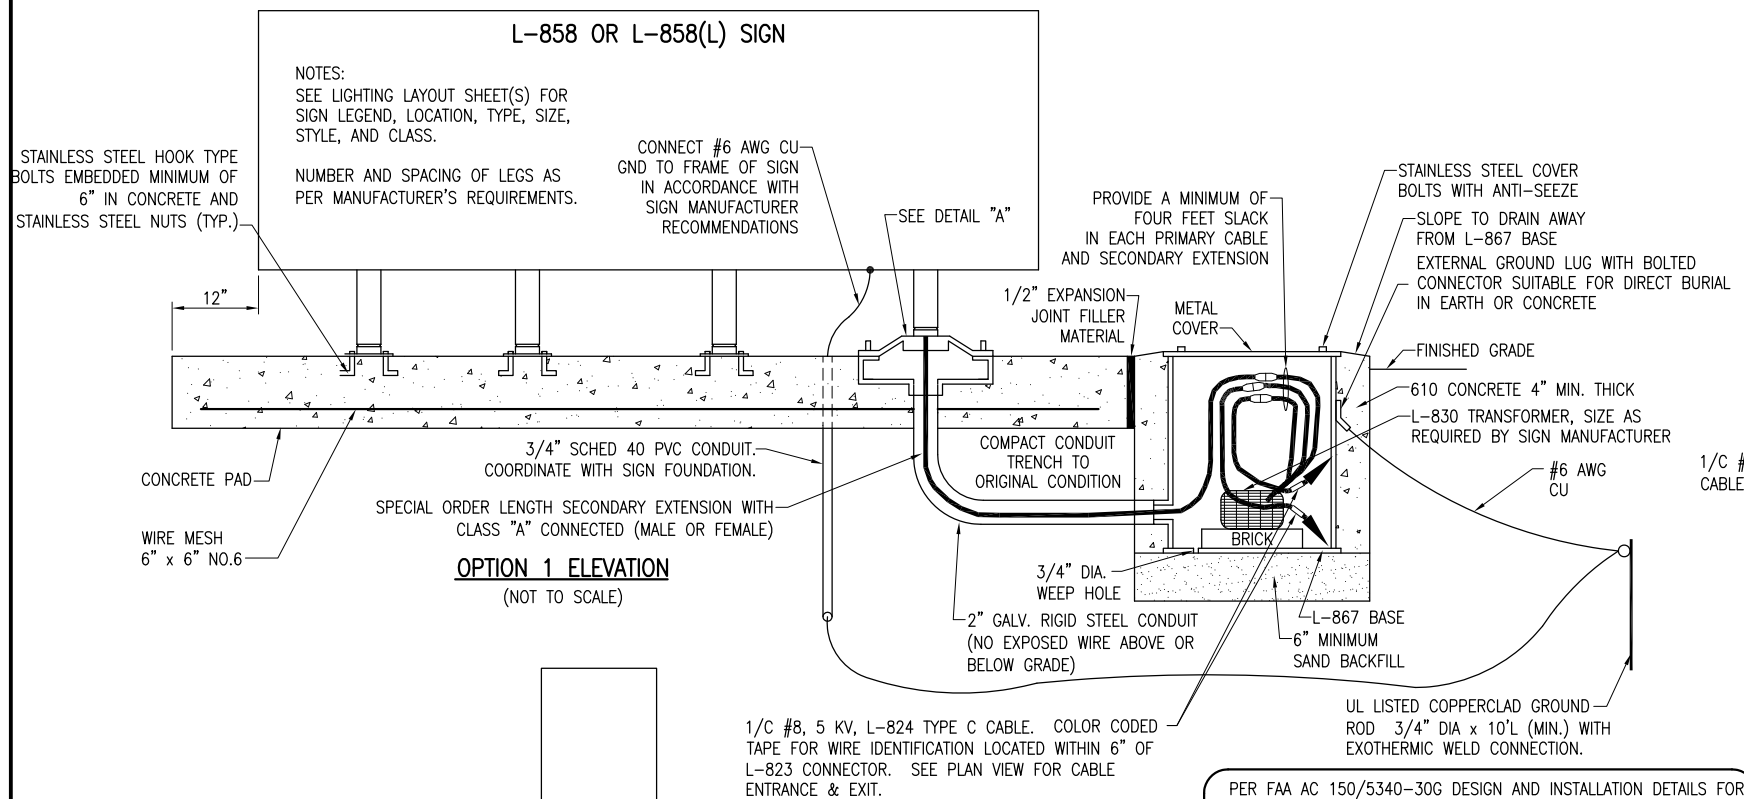 L-858 OR L-858(L) SIGN
NOTES:
SEE LIGHTING LAYOUT SHEET(S) FOR
SIGN LEGEND, LOCATION, TYPE, SIZE,
STYLE, AND CLASS.
NUMBER AND SPACING OF LEGS AS
PER MANUFACTURER'S REQUIREMENTS.
STAINLESS STEEL HOOK TYPE
BOLTS EMBEDDED MINIMUM OF
6" IN CONCRETE AND
STAINLESS STEEL NUTS (TYP.)
CONNECT #6 AWG CU
GND TO FRAME OF SIGN
IN ACCORDANCE WITH
SIGN MANUFACTURER
RECOMMENDATIONS
SEE DETAIL "A"
PROVIDE A MINIMUM OF
FOUR FEET SLACK
IN EACH PRIMARY CABLE
AND SECONDARY EXTENSION
STAINLESS STEEL COVER
BOLTS WITH ANTI-SEEZE
SLOPE TO DRAIN AWAY
FROM L-867 BASE
EXTERNAL GROUND LUG WITH BOLTED
CONNECTOR SUITABLE FOR DIRECT BURIAL
IN EARTH OR CONCRETE
12"
1/2" EXPANSION
JOINT FILLER
MATERIAL
METAL
COVER
FINISHED GRADE
610 CONCRETE 4" MIN. THICK
L-830 TRANSFORMER, SIZE AS
REQUIRED BY SIGN MANUFACTURER
3/4" SCHED 40 PVC CONDUIT.
COORDINATE WITH SIGN FOUNDATION.
COMPACT CONDUIT
TRENCH TO
ORIGINAL CONDITION
CONCRETE PAD
#6 AWG
CU
1/C #
CABLE
SPECIAL ORDER LENGTH SECONDARY EXTENSION WITH
CLASS "A" CONNECTED (MALE OR FEMALE)
WIRE MESH
6" x 6" NO.6
BRICK
OPTION 1 ELEVATION
(NOT TO SCALE)
3/4" DIA.
WEEP HOLE
2" GALV. RIGID STEEL CONDUIT
(NO EXPOSED WIRE ABOVE OR
BELOW GRADE)
L-867 BASE
6" MINIMUM
SAND BACKFILL
1/C #8, 5 KV, L-824 TYPE C CABLE. COLOR CODED
TAPE FOR WIRE IDENTIFICATION LOCATED WITHIN 6" OF
L-823 CONNECTOR. SEE PLAN VIEW FOR CABLE
ENTRANCE & EXIT.
UL LISTED COPPERCLAD GROUND
ROD 3/4" DIA x 10'L (MIN.) WITH
EXOTHERMIC WELD CONNECTION.
PER FAA AC 150/5340-30G DESIGN AND INSTALLATION DETAILS FOR